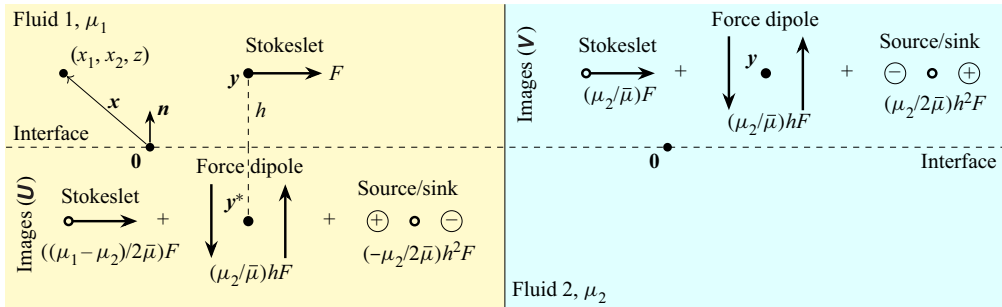 Fluid 1, μ₁
(x₁, x₂, z)
x
n
0
Interface
Stokeslet
y
F
h
Images (U)
Stokeslet
((μ₁ – μ₂)/2μ̄)F
+
Force dipole
y*
(μ₂/μ̄)hF
+
Source/sink
+ −
(−μ₂/2μ̄)h²F
Images (V)
Stokeslet
(μ₂/μ̄)F
+
Force dipole
y
(μ₂/μ̄)hF
+
Source/sink
− +
(μ₂/2μ̄)h²F
0
Interface
Fluid 2, μ₂